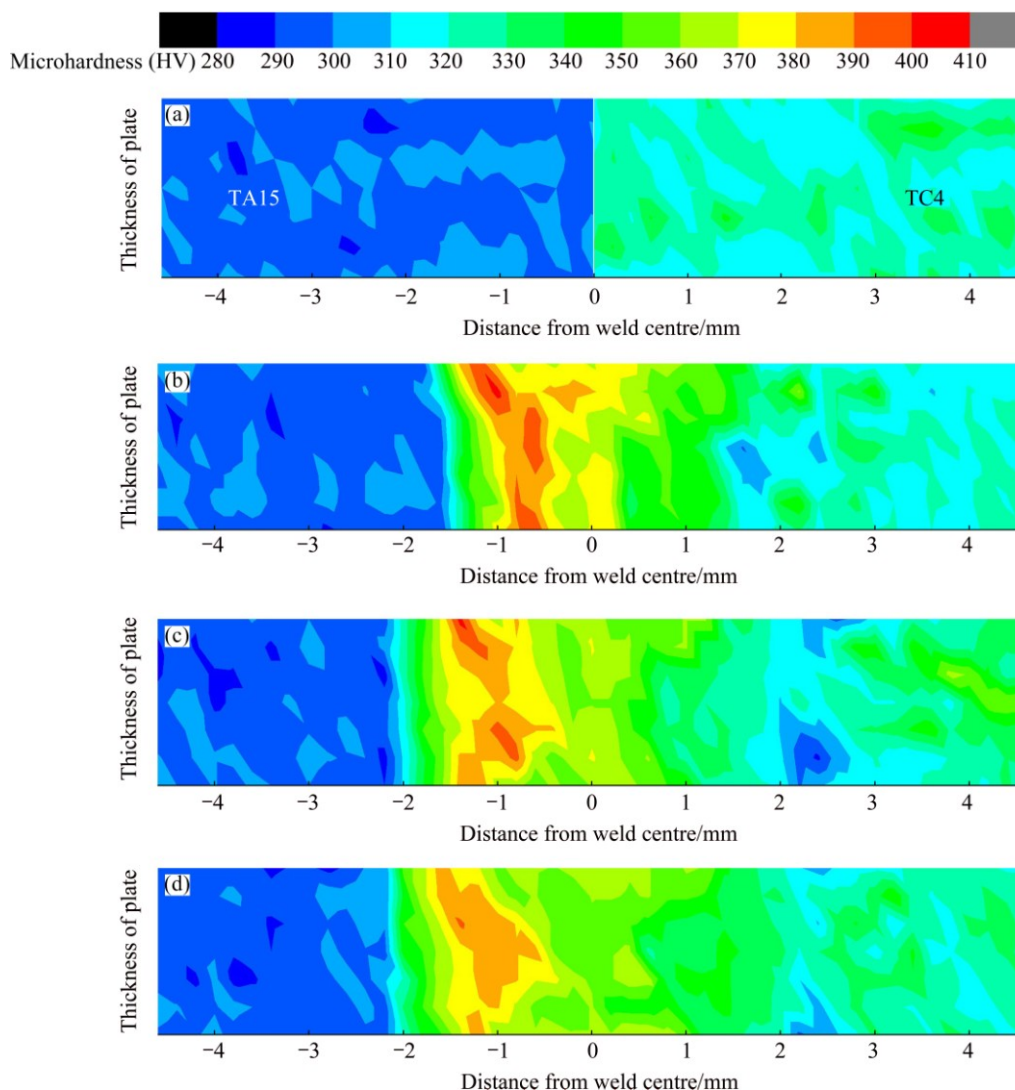 Microhardness (HV) 280 290 300 310 320 330 340 350 360 370 380 390 400 410
(a)
Thickness of plate
TA15
TC4
−4 −3 −2 −1 0 1 2 3 4
Distance from weld centre/mm
(b)
Thickness of plate
−4 −3 −2 −1 0 1 2 3 4
Distance from weld centre/mm
(c)
Thickness of plate
−4 −3 −2 −1 0 1 2 3 4
Distance from weld centre/mm
(d)
Thickness of plate
−4 −3 −2 −1 0 1 2 3 4
Distance from weld centre/mm